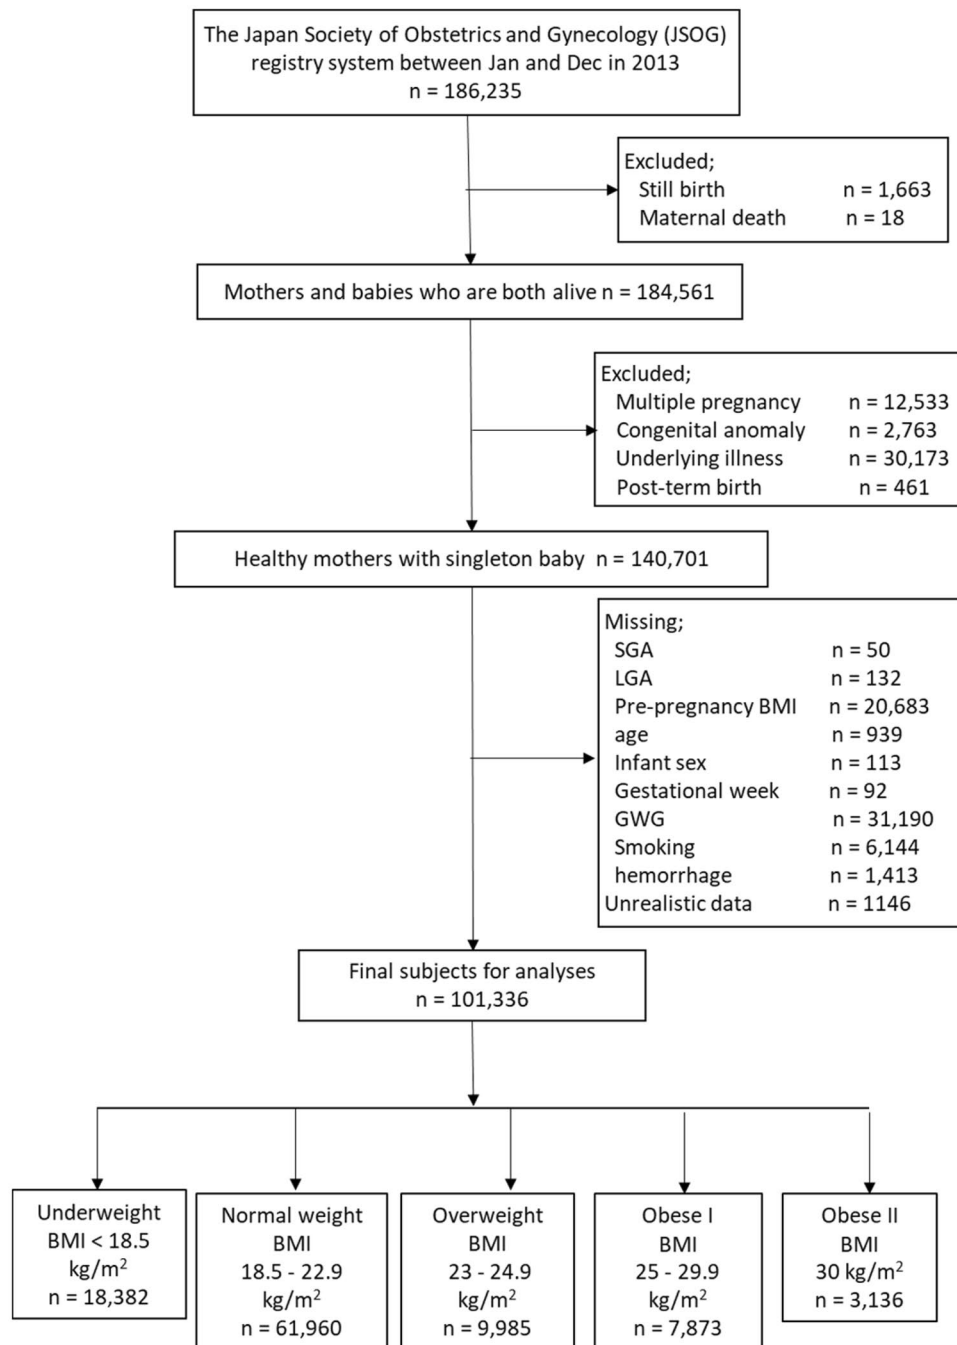 The Japan Society of Obstetrics and Gynecology (JSOG)
registry system between Jan and Dec in 2013
n = 186,235
Excluded;
Still birth n = 1,663
Maternal death n = 18
Mothers and babies who are both alive n = 184,561
Excluded;
Multiple pregnancy n = 12,533
Congenital anomaly n = 2,763
Underlying illness n = 30,173
Post-term birth n = 461
Healthy mothers with singleton baby n = 140,701
Missing;
SGA n = 50
LGA n = 132
Pre-pregnancy BMI n = 20,683
age n = 939
Infant sex n = 113
Gestational week n = 92
GWG n = 31,190
Smoking n = 6,144
hemorrhage n = 1,413
Unrealistic data n = 1146
Final subjects for analyses
n = 101,336
Underweight
BMI < 18.5
kg/m²
n = 18,382
Normal weight
BMI
18.5 - 22.9
kg/m²
n = 61,960
Overweight
BMI
23 - 24.9
kg/m²
n = 9,985
Obese I
BMI
25 - 29.9
kg/m²
n = 7,873
Obese II
BMI
30 kg/m²
n = 3,136